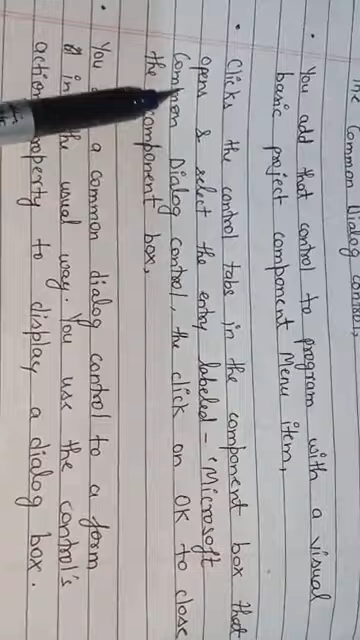 The Common Dialog control,
• You add that control to program with a visual
basic project component Menu item,
• Clicks the control tabs in the component box that
opens & select the entry labeled - 'Microsoft
Common Dialog control, the click on OK to close
the component box,
• You a common dialog control to a form
in the usual way. You use the control's
action property to display a dialog box.